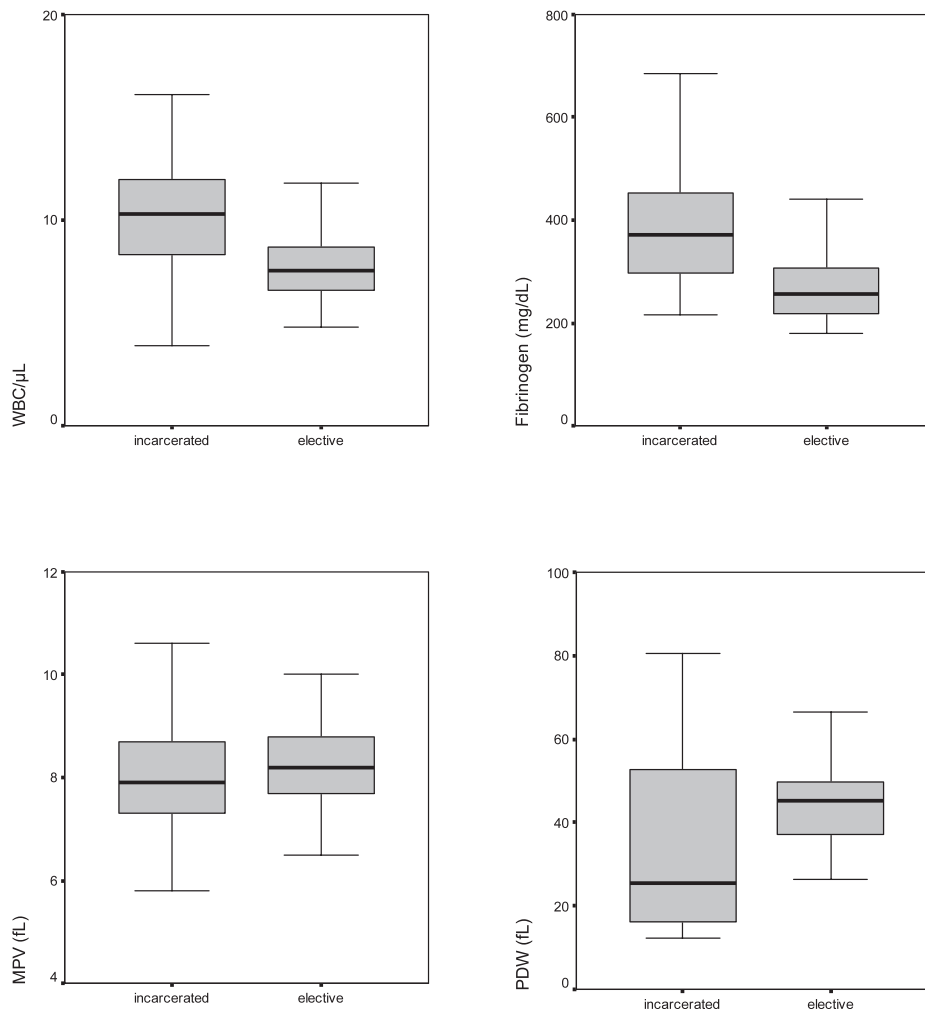 20
10
0
WBC/µL
incarcerated
elective
800
600
400
200
0
Fibrinogen (mg/dL)
incarcerated
elective
12
10
8
6
4
MPV (fL)
incarcerated
elective
100
80
60
40
20
0
PDW (fL)
incarcerated
elective